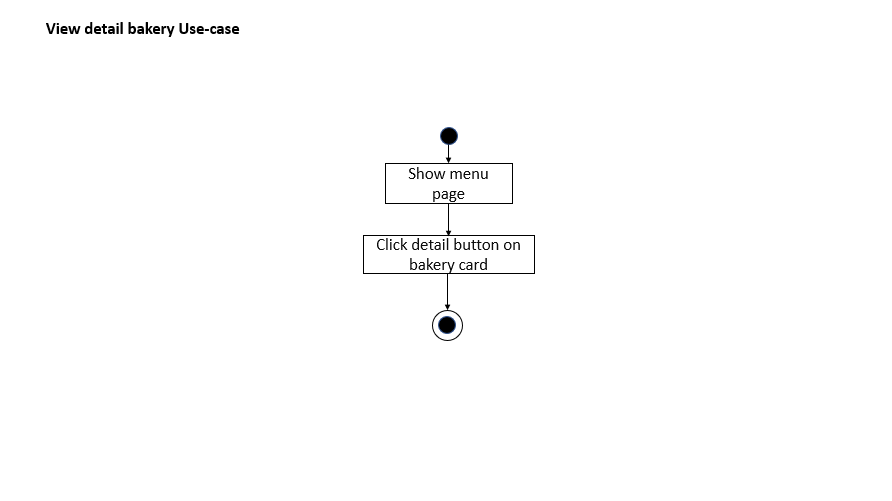 View detail bakery Use-case
Show menu
page
Click detail button on
bakery card